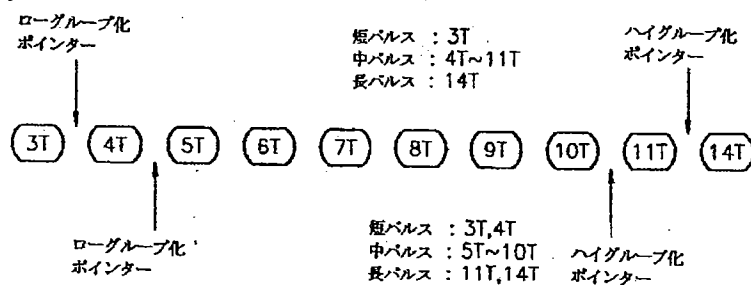 ローグループ化
ポインター
短パルス : 3T
中パルス : 4T~11T
長パルス : 14T
ハイグループ化
ポインター
3T 4T 5T 6T 7T 8T 9T 10T 11T 14T
ローグループ化
ポインター
短パルス : 3T,4T
中パルス : 5T~10T
長パルス : 11T,14T
ハイグループ化
ポインター